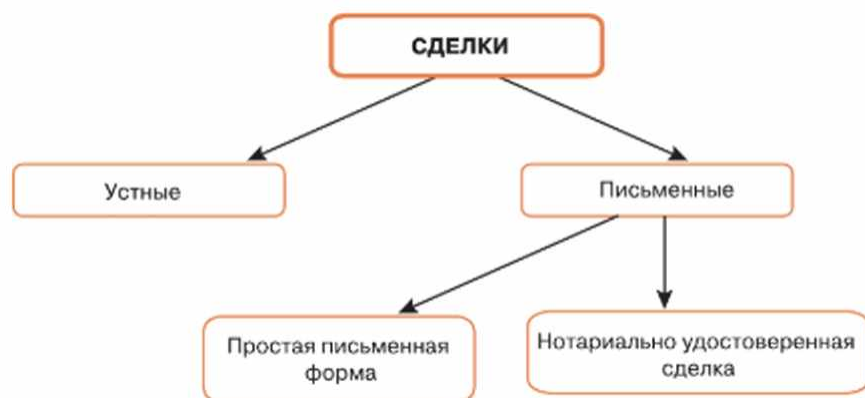 СДЕЛКИ
Устные
Письменные
Простая письменная
форма
Нотариально удостоверенная
сделка